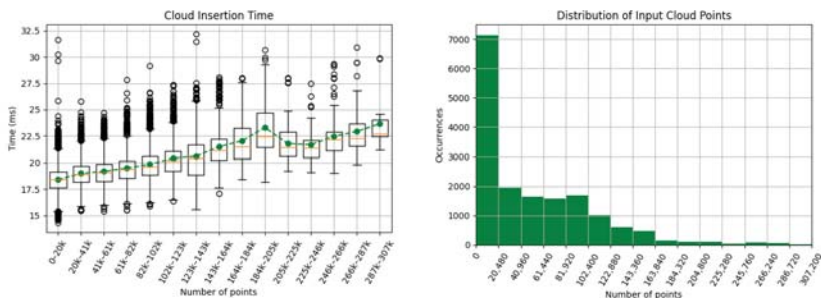 Cloud Insertion Time
32.5
30
27.5
25
22.5
20
17.5
15
Time (ms)
0~20k
20k~41k
41k~61k
61k~82k
82k~102k
102k~123k
123k~143k
143k~164k
164k~184k
184k~205k
205k~225k
225k~246k
246k~266k
266k~287k
287k~307k
Number of points
Distribution of Input Cloud Points
7000
6000
5000
4000
3000
2000
1000
0
Occurrences
0
20,480
40,960
61,440
81,920
102,400
122,880
143,360
163,840
184,320
204,800
225,280
245,760
266,240
286,720
307,200
Number of points